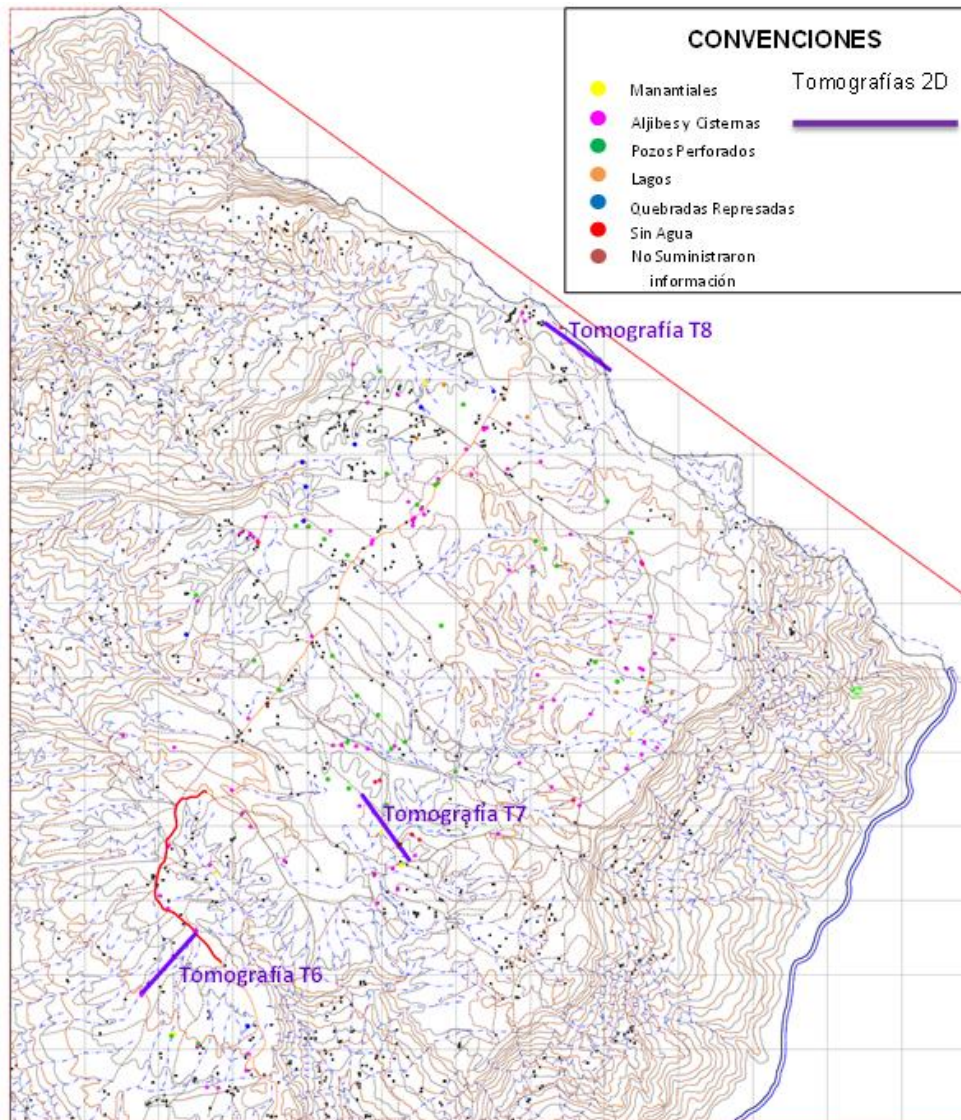 CONVENCIONES
Tomografías 2D
Manantiales
Aljibes y Cisternas
Pozos Perforados
Lagos
Quebradas Represadas
Sin Agua
No Suministraron
información
Tomografía T8
Tomografía T7
Tomografía T6